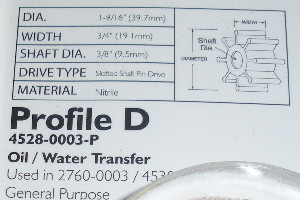 DIA. 1-9/16" (39.7mm)
WIDTH 3/4" (19.1mm)
SHAFT DIA. 3/8" (9.5mm)
DRIVE TYPE Slotted Shaft Pin Drive
MATERIAL Nitrile
WIDTH
Shaft
Dia.
DIAMETER
Profile D
4528-0003-P
Oil / Water Transfer
Used in 2760-0003 /
General Purpose